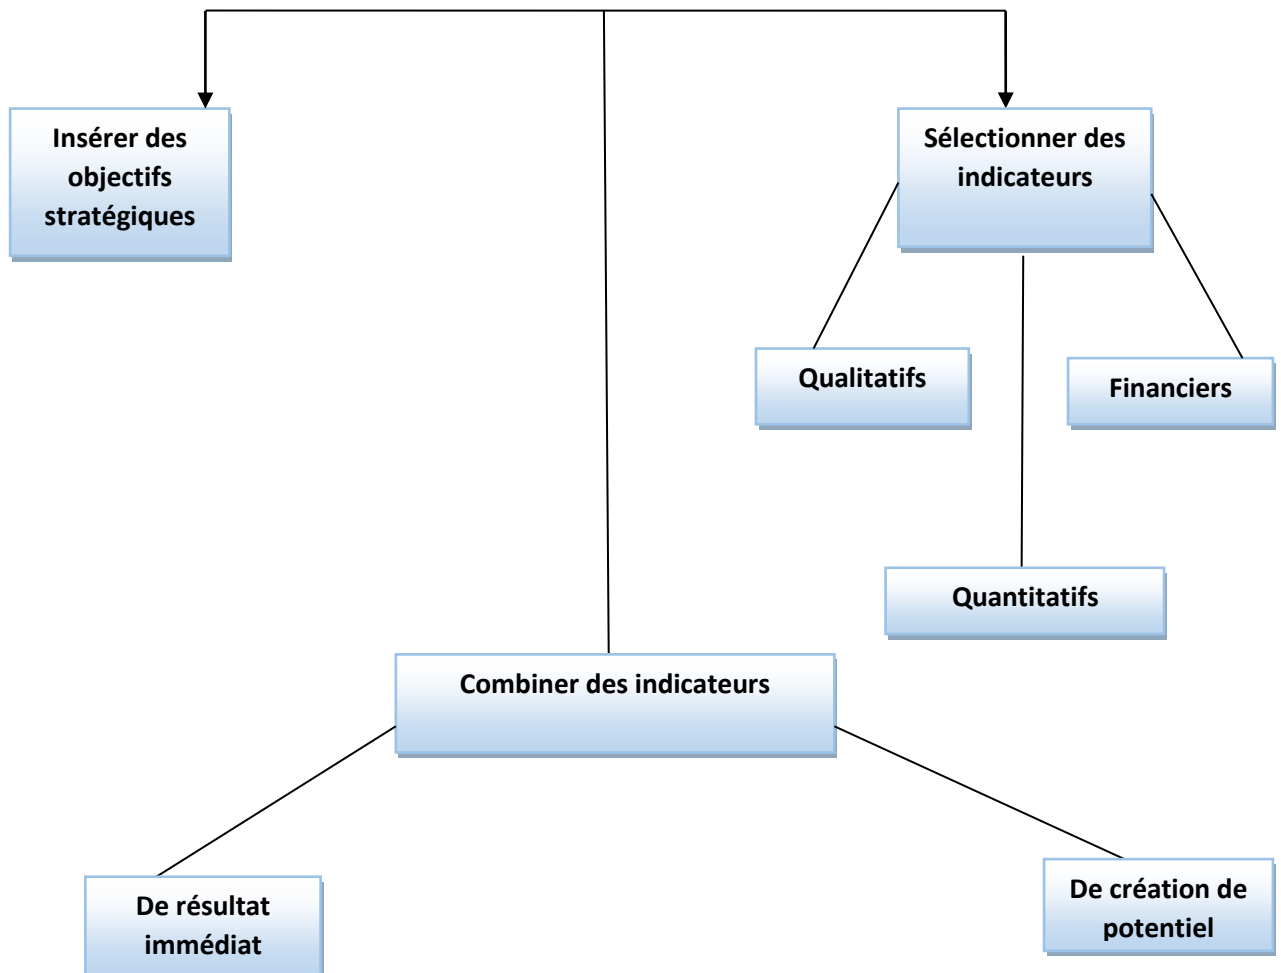 Insérer des
objectifs
stratégiques
Sélectionner des
indicateurs
Qualitatifs
Financiers
Quantitatifs
Combiner des indicateurs
De résultat
immédiat
De création de
potentiel